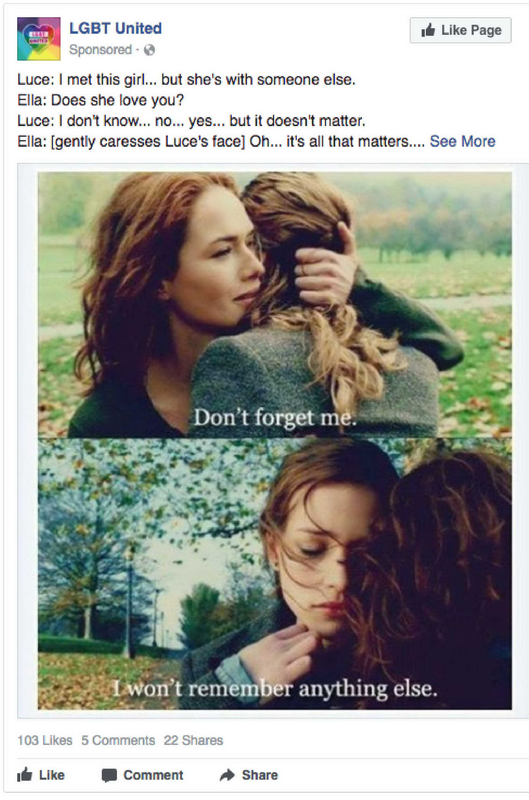 LGBT United
Like Page
Sponsored ·
Luce: I met this girl... but she's with someone else.
Ella: Does she love you?
Luce: I don't know... no... yes... but it doesn't matter.
Ella: [gently caresses Luce's face] Oh... it's all that matters.... See More
Don't forget me.
I won't remember anything else.
103 Likes 5 Comments 22 Shares
Like Comment Share